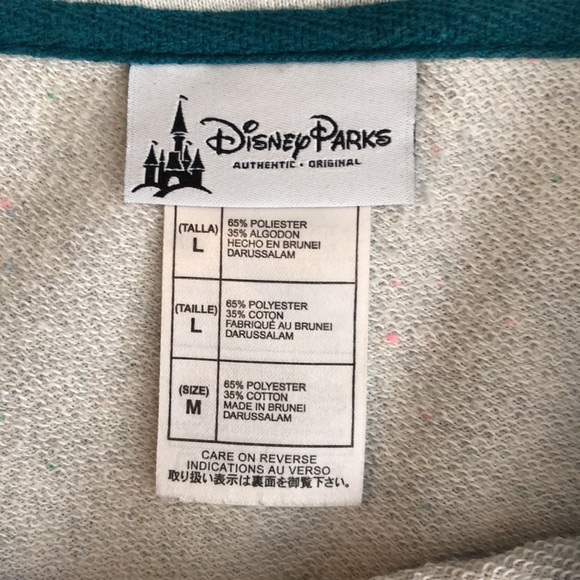 Disney Parks
AUTHENTIC • ORIGINAL
(TALLA)
L
65% POLIESTER
35% ALGODON
HECHO EN BRUNEI
DARUSSALAM
(TAILLE)
L
65% POLYESTER
35% COTON
FABRIQUÉ AU BRUNEI
DARUSSALAM
(SIZE)
M
65% POLYESTER
35% COTTON
MADE IN BRUNEI
DARUSSALAM
CARE ON REVERSE
INDICATIONS AU VERSO
取り扱い表示は裏面を御覧下さい。